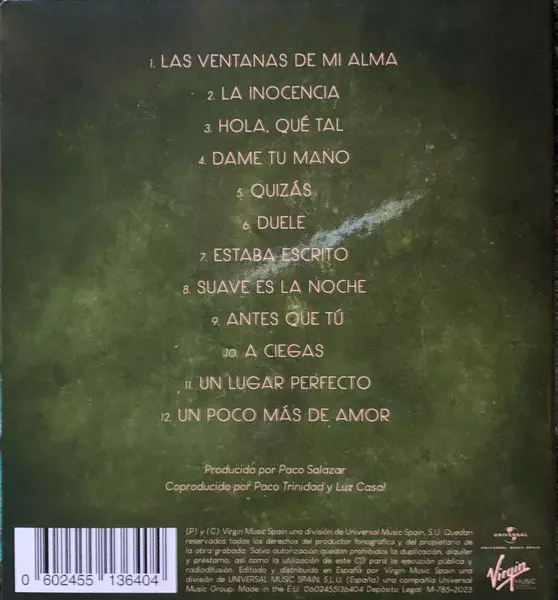 1. LAS VENTANAS DE MI ALMA
2. LA INOCENCIA
3. HOLA, QUÉ TAL
4. DAME TU MANO
5. QUIZÁS
6. DUELE
7. ESTABA ESCRITO
8. SUAVE ES LA NOCHE
9. ANTES QUE TÚ
10. A CIEGAS
11. UN LUGAR PERFECTO
12. UN POCO MÁS DE AMOR
Producido por Paco Salazar
Coproducido por Paco Trinidad y Luz Casal
(P) y (C) Virgin Music Spain una división de Universal Music Spain, S.U. Quedan
reservados todos los derechos del productor fonográfico y del propietario de
la obra grabada. Salvo autorización quedan prohibidos la duplicación, alquiler
y préstamo, así como la utilización de este CD para la ejecución pública y
radiodifusión. Editado y distribuido en España por Virgin Music Spain una
división de UNIVERSAL MUSIC SPAIN, S.L.U. (España) una compañía Universal
Music Group. Made in the E.U. 0602455136404 Depósito Legal: M-785-2023
0 602455 136404
UNIVERSAL
UNIVERSAL MUSIC SPAIN
Virgin
MUSIC